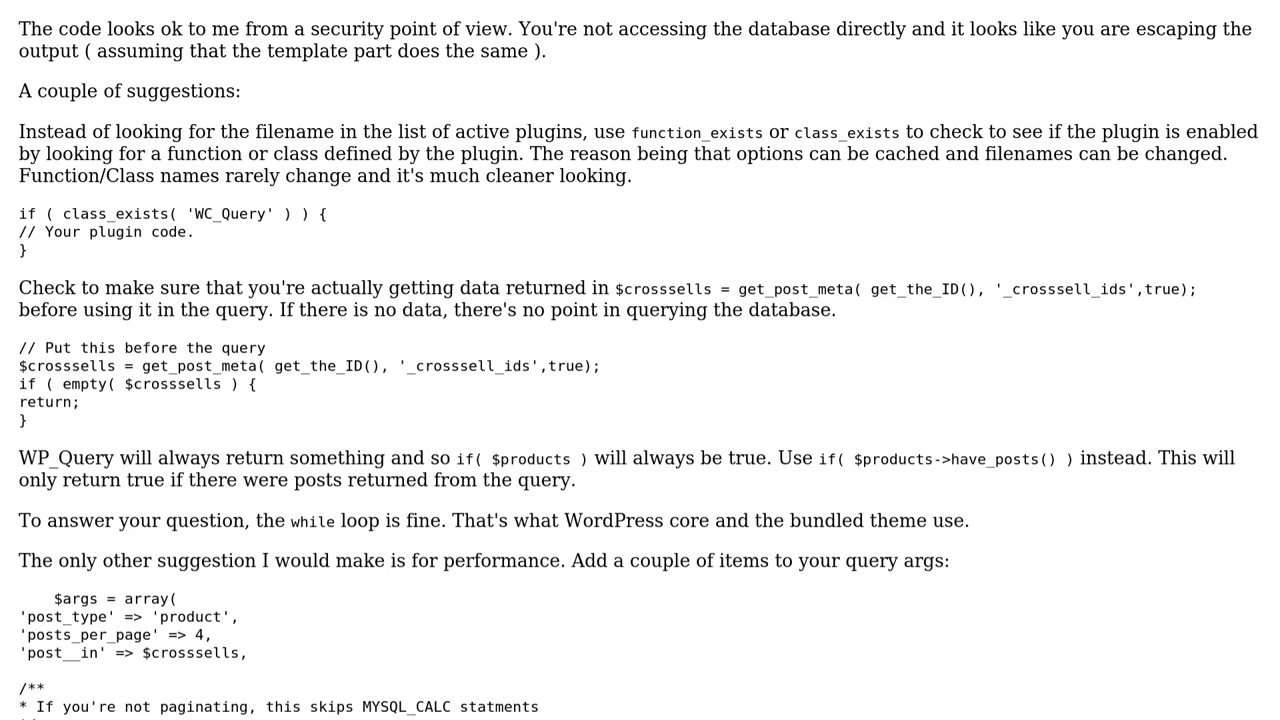 The code looks ok to me from a security point of view. You're not accessing the database directly and it looks like you are escaping the
output ( assuming that the template part does the same ).
A couple of suggestions:
Instead of looking for the filename in the list of active plugins, use function_exists or class_exists to check to see if the plugin is enabled
by looking for a function or class defined by the plugin. The reason being that options can be cached and filenames can be changed.
Function/Class names rarely change and it's much cleaner looking.
if ( class_exists( 'WC_Query' ) ) {
// Your plugin code.
}
Check to make sure that you're actually getting data returned in $crosssells = get_post_meta( get_the_ID(), '_crosssell_ids',true);
before using it in the query. If there is no data, there's no point in querying the database.
// Put this before the query
$crosssells = get_post_meta( get_the_ID(), '_crosssell_ids',true);
if ( empty( $crosssells ) {
return;
}
WP_Query will always return something and so if( $products ) will always be true. Use if( $products->have_posts() ) instead. This will
only return true if there were posts returned from the query.
To answer your question, the while loop is fine. That's what WordPress core and the bundled theme use.
The only other suggestion I would make is for performance. Add a couple of items to your query args:
$args = array(
'post_type' => 'product',
'posts_per_page' => 4,
'post__in' => $crosssells,
/**
* If you're not paginating, this skips MYSQL_CALC statments